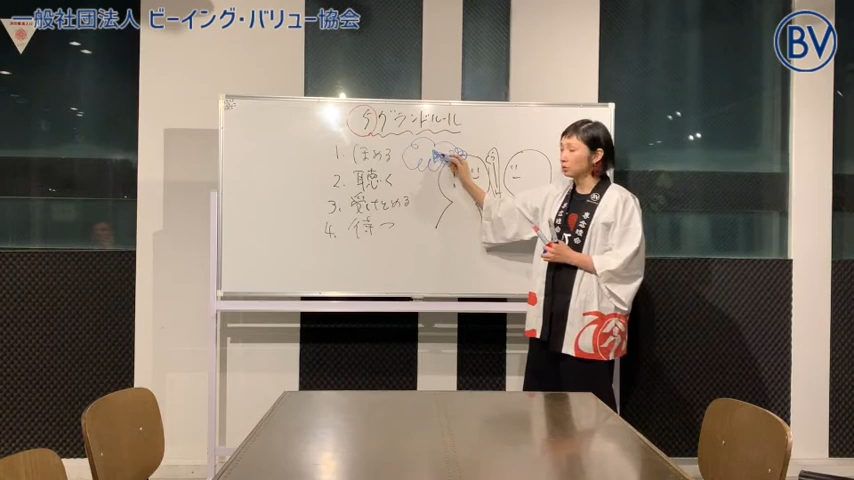 一般社団法人 ビーイング・バリュー協会
BV
グランドルール
1. ほめる
2. 聴く
3. 受けとめる
4. 待つ